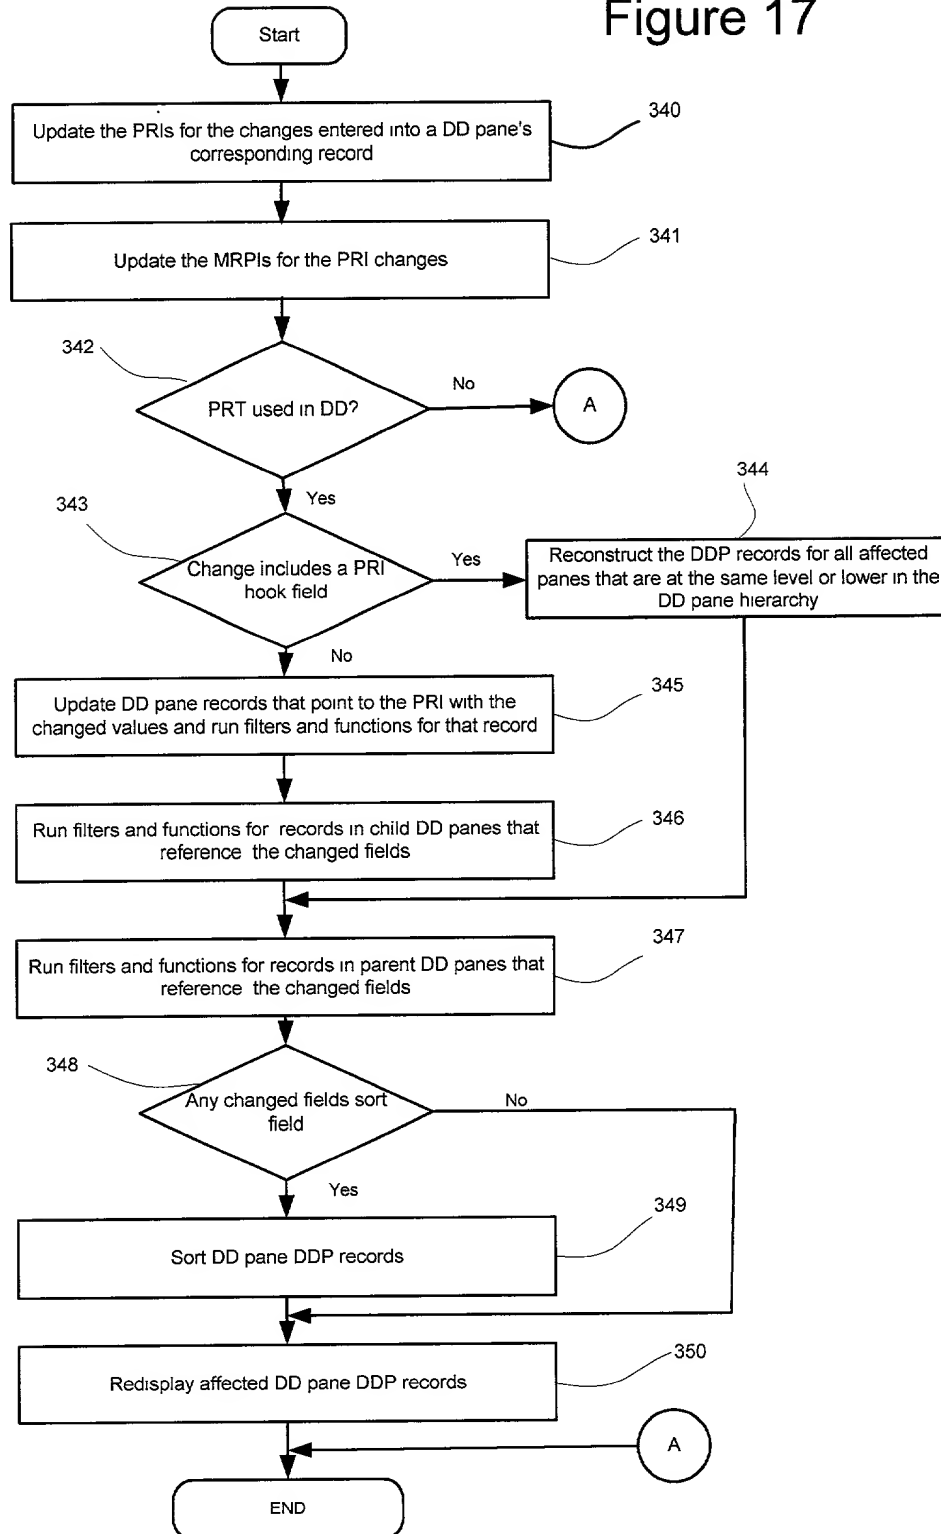 Figure 17
Start
Update the PRIs for the changes entered into a DD pane's
corresponding record
340
Update the MRPIs for the PRI changes
341
342
PRT used in DD?
No
A
Yes
343
Change includes a PRI
hook field
Yes
344
Reconstruct the DDP records for all affected
panes that are at the same level or lower in the
DD pane hierarchy
No
Update DD pane records that point to the PRI with the
changed values and run filters and functions for that record
345
Run filters and functions for records in child DD panes that
reference the changed fields
346
Run filters and functions for records in parent DD panes that
reference the changed fields
347
348
Any changed fields sort
field
No
Yes
Sort DD pane DDP records
349
Redisplay affected DD pane DDP records
350
A
END